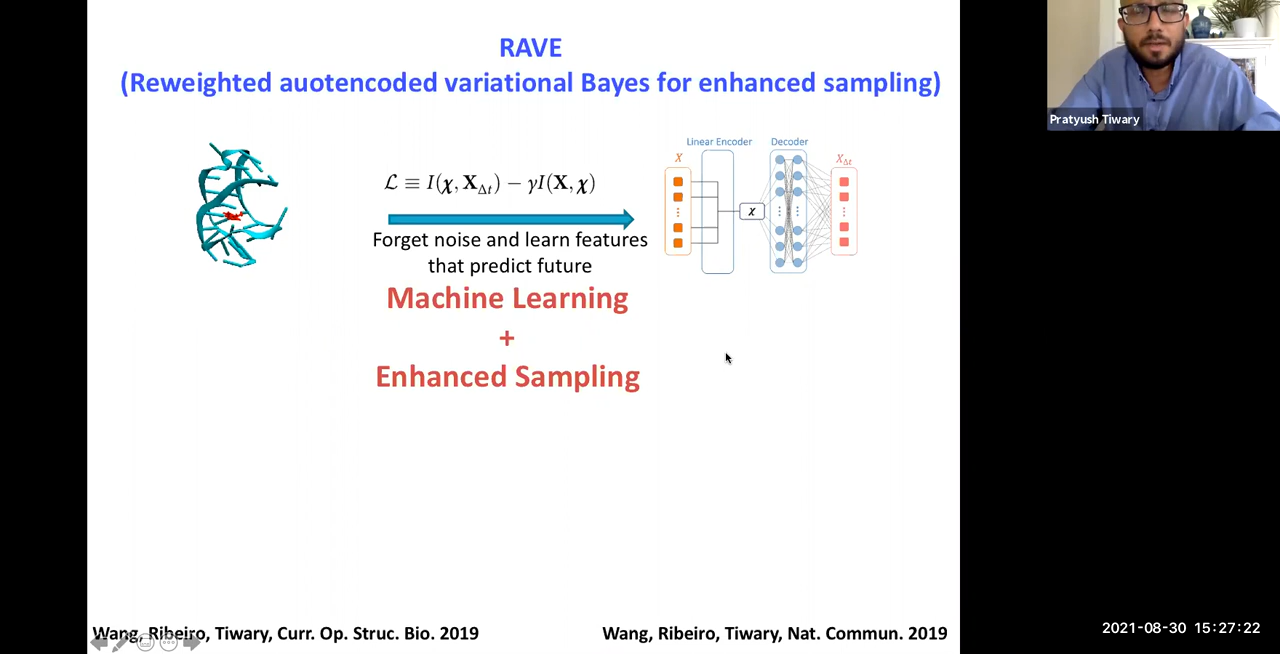 RAVE
(Reweighted auotencoded variational Bayes for enhanced sampling)
Pratyush Tiwary
ℒ ≡ I(χ, X_Δt) − γI(X, χ)
Forget noise and learn features
that predict future
Machine Learning
+
Enhanced Sampling
Linear Encoder
Decoder
X
χ
X_Δt
Wang, Ribeiro, Tiwary, Curr. Op. Struc. Bio. 2019
Wang, Ribeiro, Tiwary, Nat. Commun. 2019
2021-08-30 15:27:22